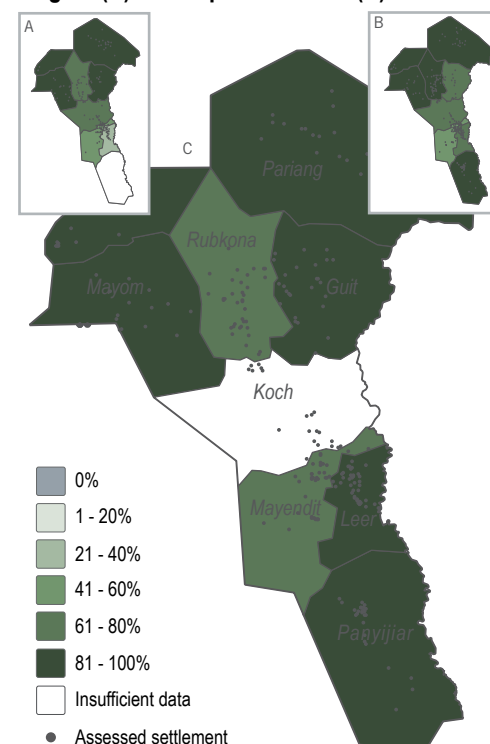 A
B
C
Pariang
Rubkona
Mayom
Guit
Koch
Mayendit
Leer
Panyijiar
0%
1 - 20%
21 - 40%
41 - 60%
61 - 80%
81 - 100%
Insufficient data
Assessed settlement